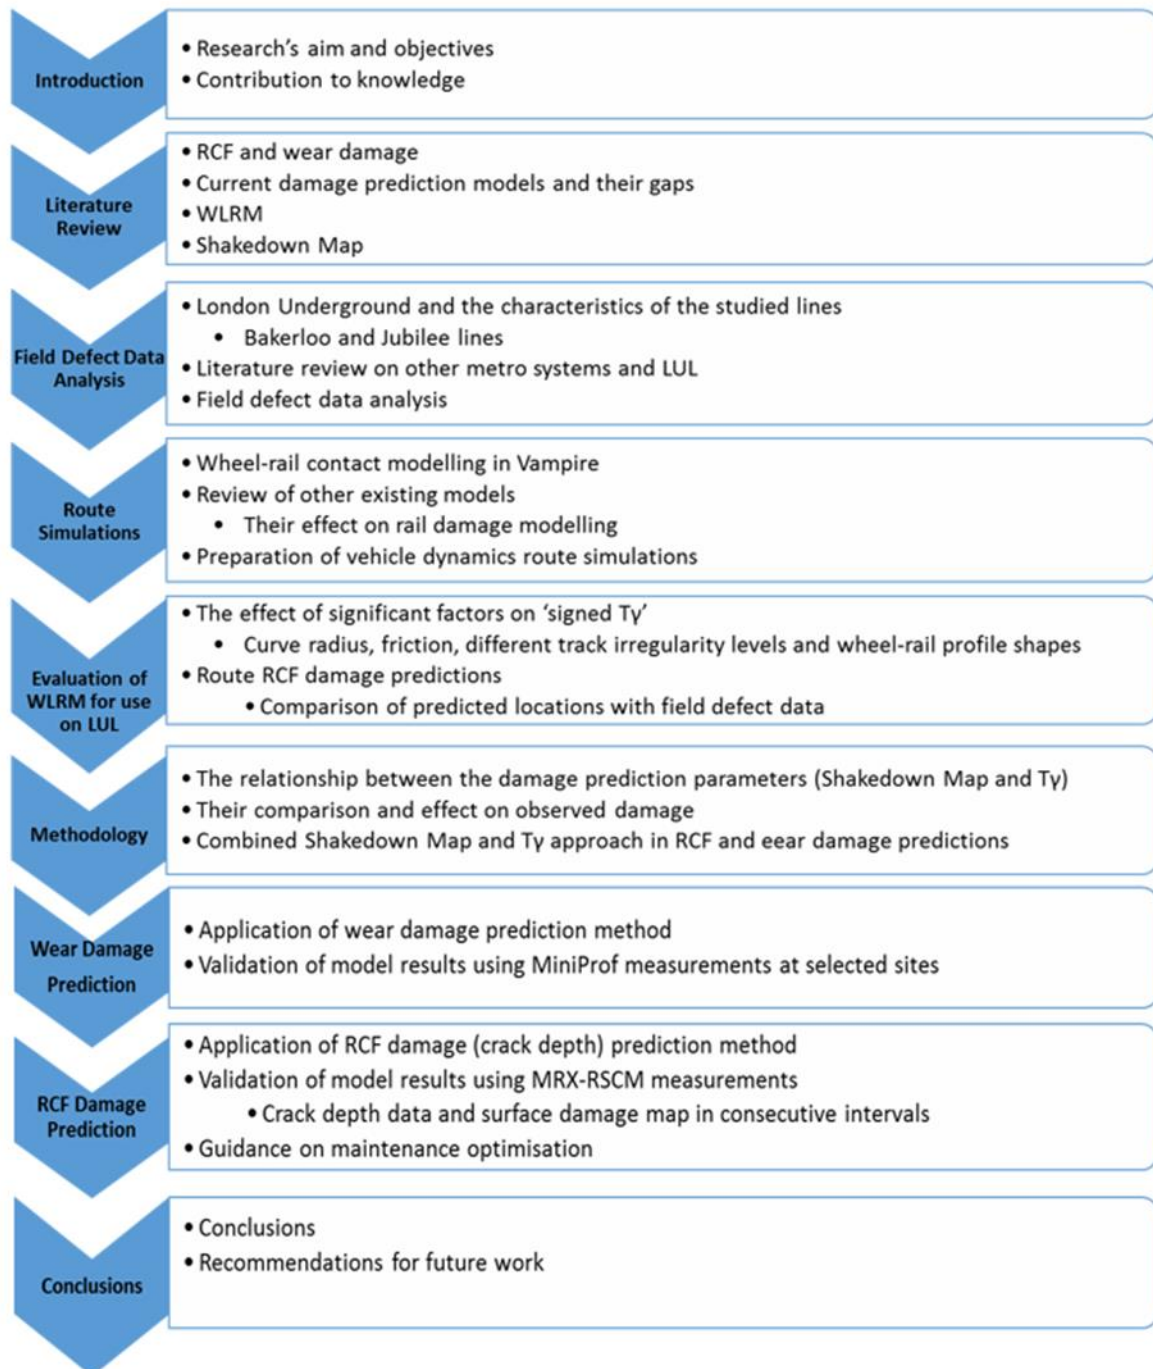 Introduction
• Research's aim and objectives
• Contribution to knowledge
Literature
Review
• RCF and wear damage
• Current damage prediction models and their gaps
• WLRM
• Shakedown Map
Field Defect Data
Analysis
• London Underground and the characteristics of the studied lines
• Bakerloo and Jubilee lines
• Literature review on other metro systems and LUL
• Field defect data analysis
Route
Simulations
• Wheel-rail contact modelling in Vampire
• Review of other existing models
• Their effect on rail damage modelling
• Preparation of vehicle dynamics route simulations
Evaluation of
WLRM for use
on LUL
• The effect of significant factors on ‘signed Tγ’
• Curve radius, friction, different track irregularity levels and wheel-rail profile shapes
• Route RCF damage predictions
• Comparison of predicted locations with field defect data
Methodology
• The relationship between the damage prediction parameters (Shakedown Map and Tγ)
• Their comparison and effect on observed damage
• Combined Shakedown Map and Tγ approach in RCF and eear damage predictions
Wear Damage
Prediction
• Application of wear damage prediction method
• Validation of model results using MiniProf measurements at selected sites
RCF Damage
Prediction
• Application of RCF damage (crack depth) prediction method
• Validation of model results using MRX-RSCM measurements
• Crack depth data and surface damage map in consecutive intervals
• Guidance on maintenance optimisation
Conclusions
• Conclusions
• Recommendations for future work